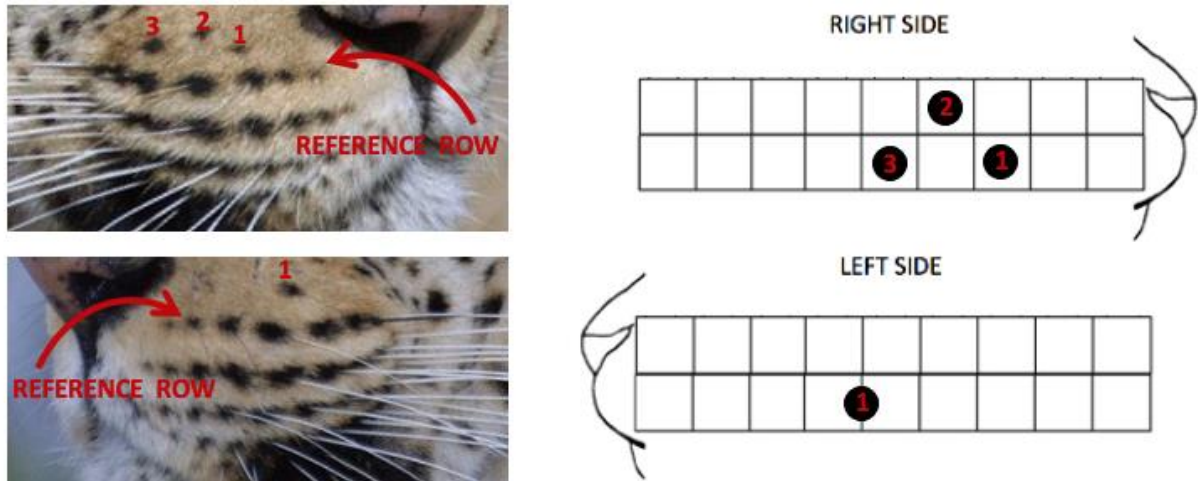 3 2 1
REFERENCE ROW
RIGHT SIDE
2
3 1
1
REFERENCE ROW
LEFT SIDE
1